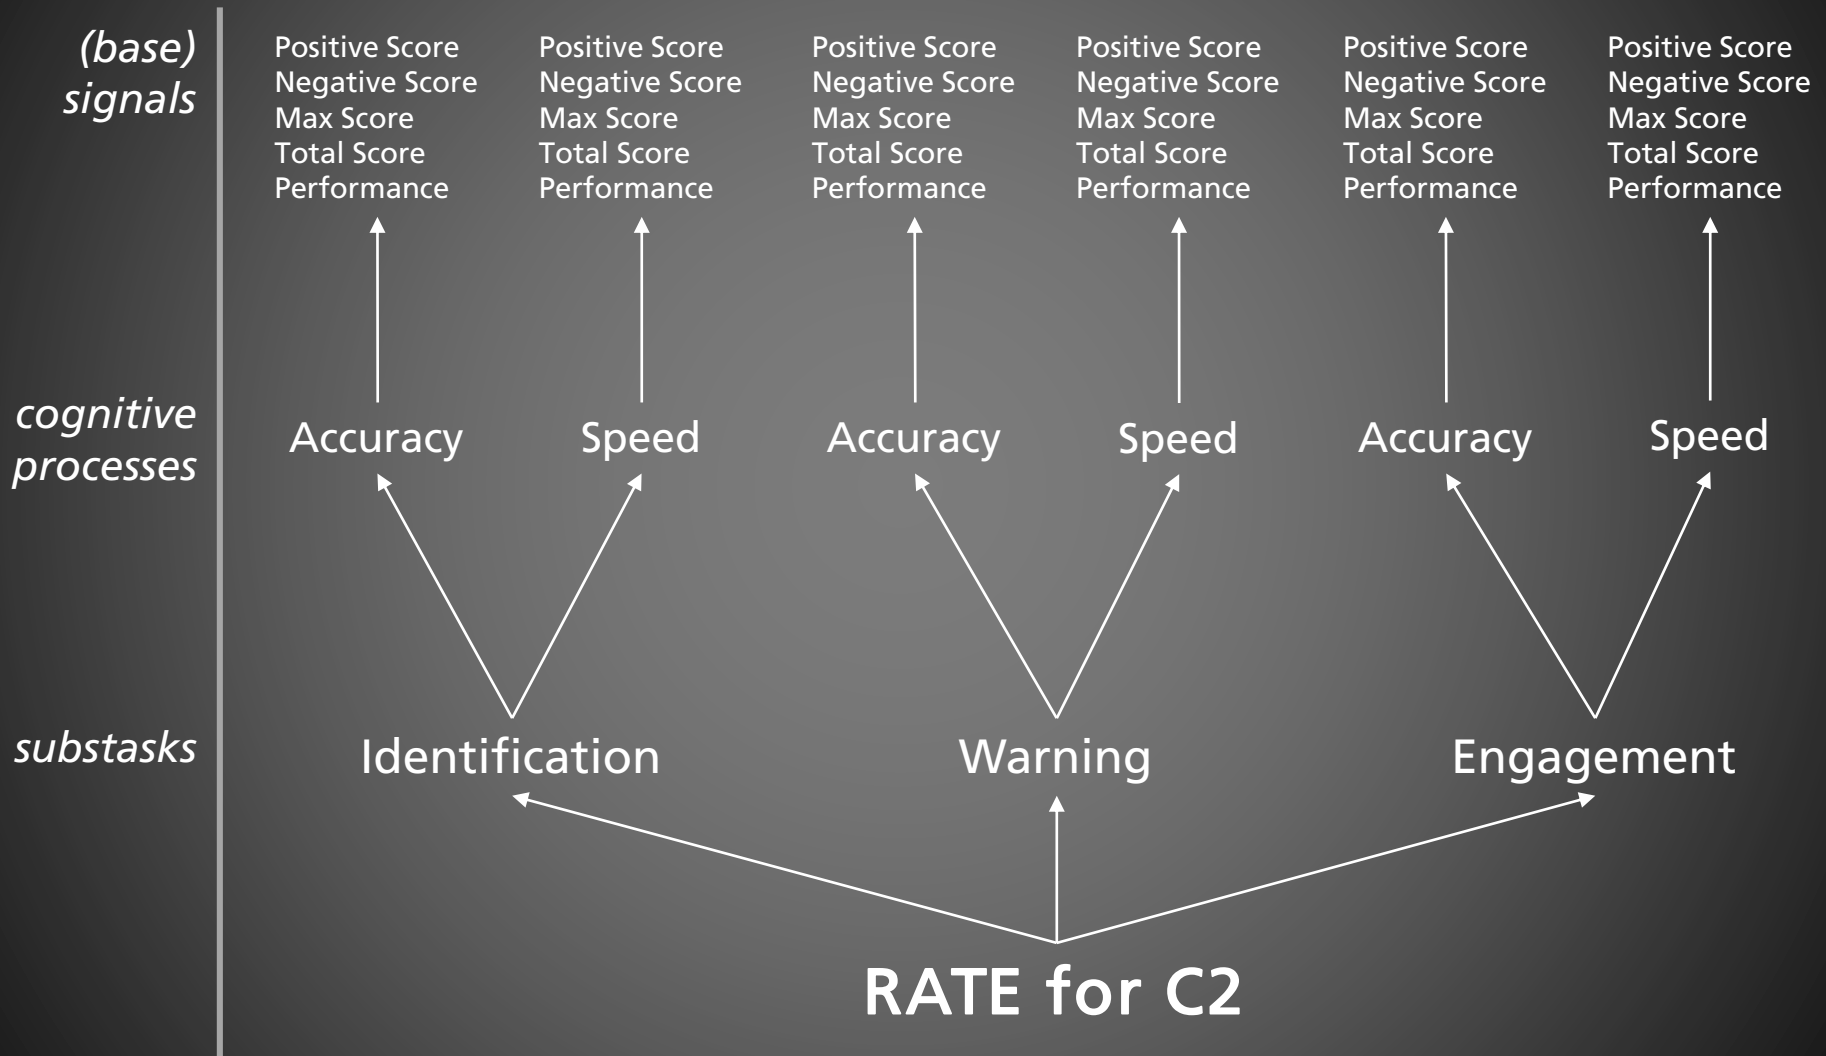 (base)
signals
Positive Score
Negative Score
Max Score
Total Score
Performance
Positive Score
Negative Score
Max Score
Total Score
Performance
Positive Score
Negative Score
Max Score
Total Score
Performance
Positive Score
Negative Score
Max Score
Total Score
Performance
Positive Score
Negative Score
Max Score
Total Score
Performance
Positive Score
Negative Score
Max Score
Total Score
Performance
cognitive
processes
Accuracy
Speed
Accuracy
Speed
Accuracy
Speed
substasks
Identification
Warning
Engagement
RATE for C2